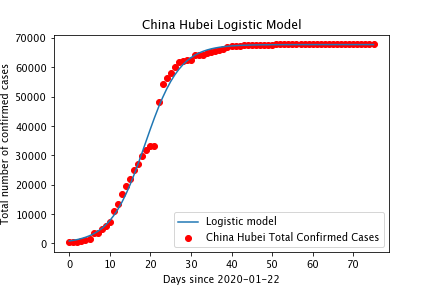 China Hubei Logistic Model
Total number of confirmed cases
70000
60000
50000
40000
30000
20000
10000
0
Logistic model
China Hubei Total Confirmed Cases
0 10 20 30 40 50 60 70
Days since 2020-01-22